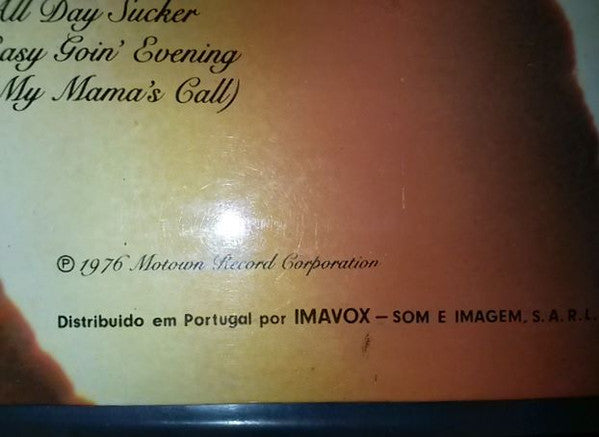 All Day Sucker
Easy Goin' Evening
My Mama's Call)
℗ 1976 Motown Record Corporation
Distribuido em Portugal por IMAVOX – SOM E IMAGEM, S.A.R.L.